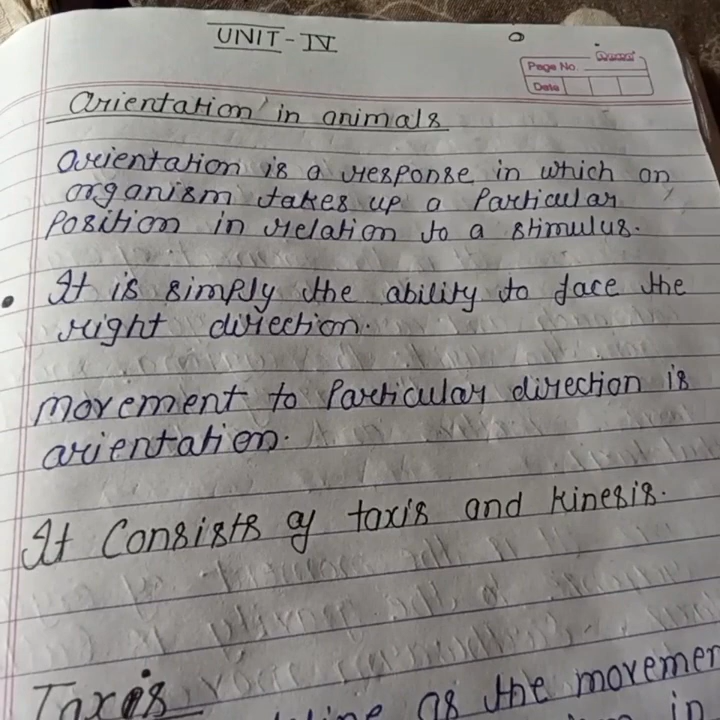 UNIT-IV
Page No.
Date
Orientation in animals
Orientation is a response in which an
organism takes up a Particular
Position in relation to a stimulus.
It is simply the ability to face the
right direction.
movement to Particular direction is
arientation.
It Consists of taxis and Kinesis.
Taxis
as the movemen
in